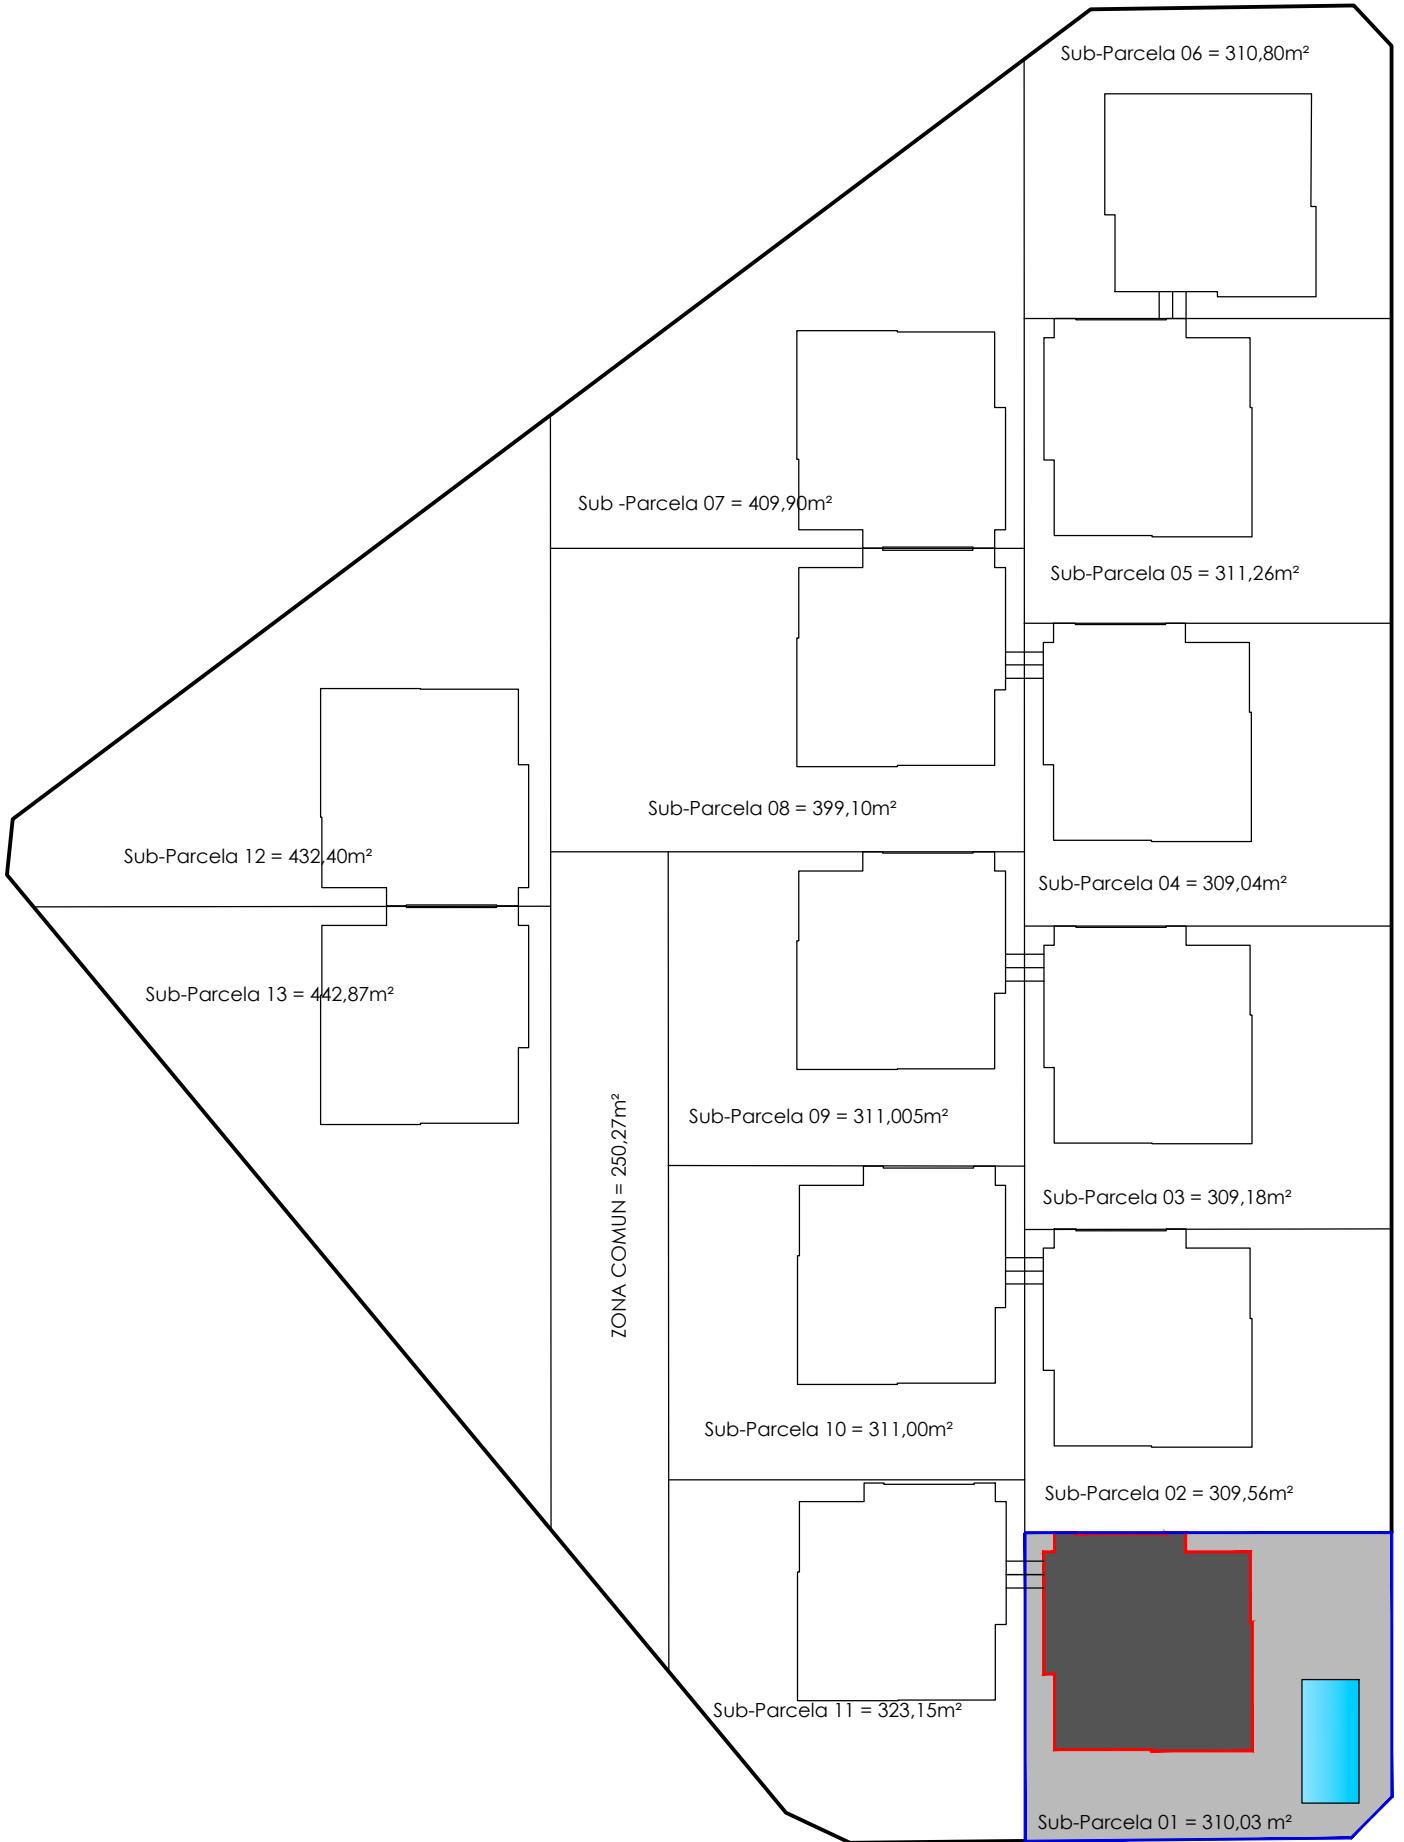 Sub-Parcela 06 = 310,80m²
Sub -Parcela 07 = 409,90m²
Sub-Parcela 05 = 311,26m²
Sub-Parcela 08 = 399,10m²
Sub-Parcela 12 = 432,40m²
Sub-Parcela 04 = 309,04m²
Sub-Parcela 13 = 442,87m²
Sub-Parcela 09 = 311,005m²
ZONA COMUN = 250,27m²
Sub-Parcela 03 = 309,18m²
Sub-Parcela 10 = 311,00m²
Sub-Parcela 02 = 309,56m²
Sub-Parcela 11 = 323,15m²
Sub-Parcela 01 = 310,03 m²